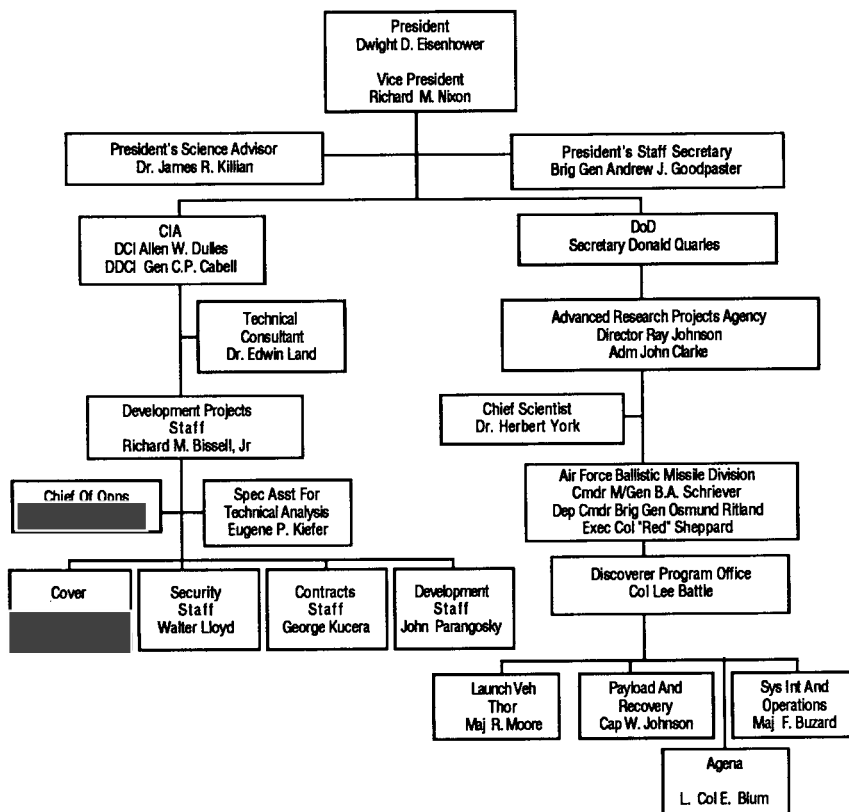 President
Dwight D. Eisenhower
Vice President
Richard M. Nixon
President's Science Advisor
Dr. James R. Killian
President's Staff Secretary
Brig Gen Andrew J. Goodpaster
CIA
DCI Allen W. Dulles
DDCI Gen C.P. Cabell
DoD
Secretary Donald Quarles
Technical
Consultant
Dr. Edwin Land
Advanced Research Projects Agency
Director Ray Johnson
Adm John Clarke
Development Projects
Staff
Richard M. Bissell, Jr
Chief Scientist
Dr. Herbert York
Chief Of Opns
Spec Asst For
Technical Analysis
Eugene P. Kiefer
Air Force Ballistic Missile Division
Cmdr M/Gen B.A. Schriever
Dep Cmdr Brig Gen Osmund Ritland
Exec Col "Red" Sheppard
Cover
Security
Staff
Walter Lloyd
Contracts
Staff
George Kucera
Development
Staff
John Parangosky
Discoverer Program Office
Col Lee Battle
Launch Veh
Thor
Maj R. Moore
Payload And
Recovery
Cap W. Johnson
Sys Int And
Operations
Maj F. Buzard
Agena
L. Col E. Blum